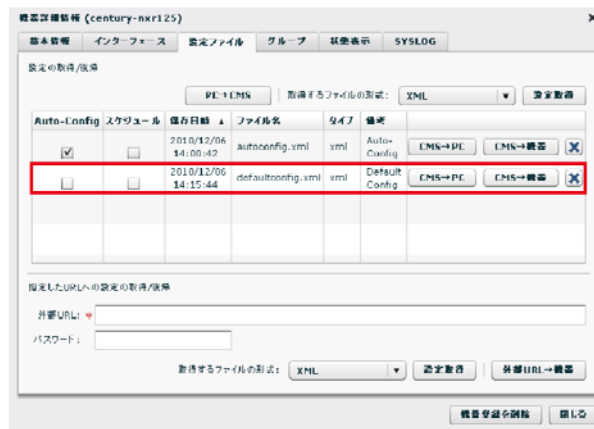 機器詳細情報 (century-nxr125)
基本情報 インターフェース 設定ファイル グループ 状態表示 SYSLOG
設定の取得/復帰
PC→CMS 取得するファイルの形式: XML 設定取得
Auto-Config スケジュール 保存日時 ファイル名 タイプ 備考
2010/12/06 14:00:42 autoconfig.xml xml Auto-Config CMS→PC CMS→機器
2010/12/06 14:15:44 defaultconfig.xml xml Default Config CMS→PC CMS→機器
指定したURLへの設定の取得/復帰
外部URL:
パスワード:
取得するファイルの形式: XML 設定取得 外部URL→機器
機器登録を削除 閉じる